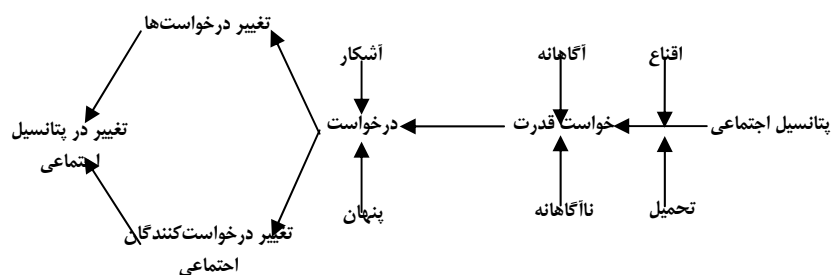 تغییر درخواست‌ها
آشکار
آگاهانه
اقناع
پتانسیل اجتماعی
خواست قدرت
درخواست
تغییر در پتانسیل
اجتماعی
پنهان
ناآگاهانه
تحمیل
تغییر درخواست‌کنندگان
اجتماعی